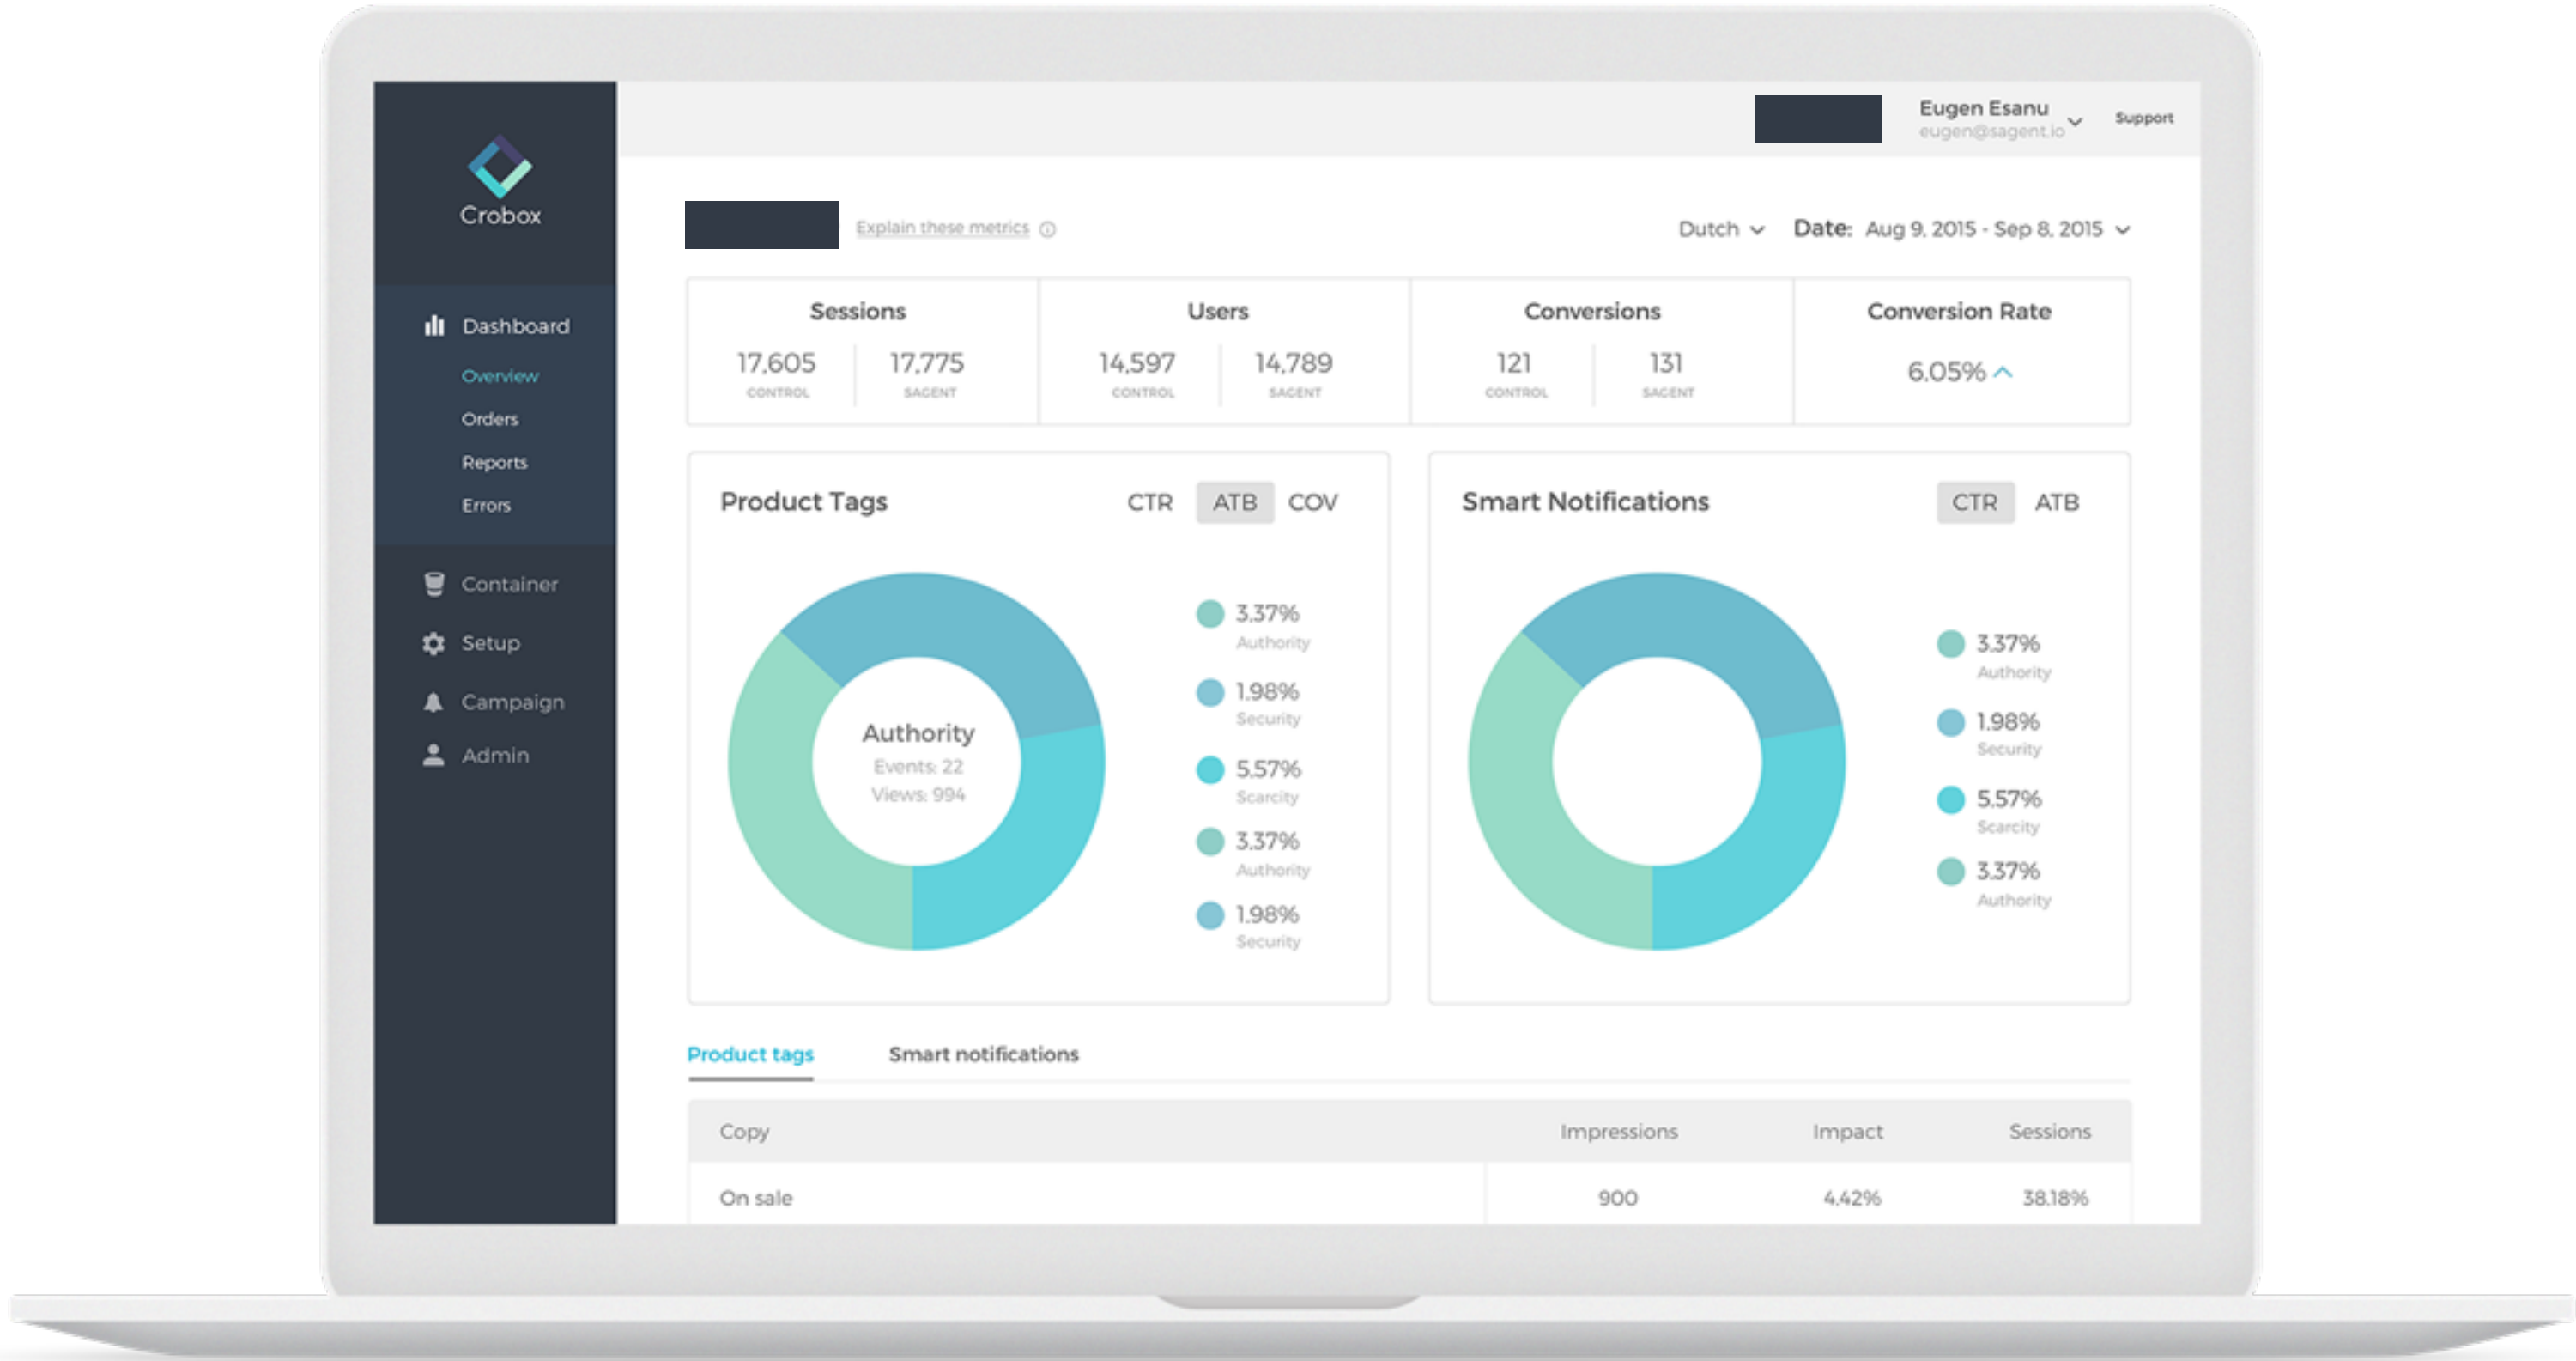 Crobox
Dashboard
Overview
Orders
Reports
Errors
Container
Setup
Campaign
Admin
Eugen Esanu
eugen@sagent.io
Support
Explain these metrics
Dutch Date: Aug 9, 2015 - Sep 8, 2015
Sessions
17,605 17,775
CONTROL SAGENT
Users
14,597 14,789
CONTROL SAGENT
Conversions
121 131
CONTROL SAGENT
Conversion Rate
6.05%
Product Tags CTR ATB COV
Authority
Events: 22
Views: 994
3.37%
Authority
1.98%
Security
5.57%
Scarcity
3.37%
Authority
1.98%
Security
Smart Notifications CTR ATB
3.37%
Authority
1.98%
Security
5.57%
Scarcity
3.37%
Authority
Product tags Smart notifications
Copy Impressions Impact Sessions
On sale 900 4.42% 38.18%